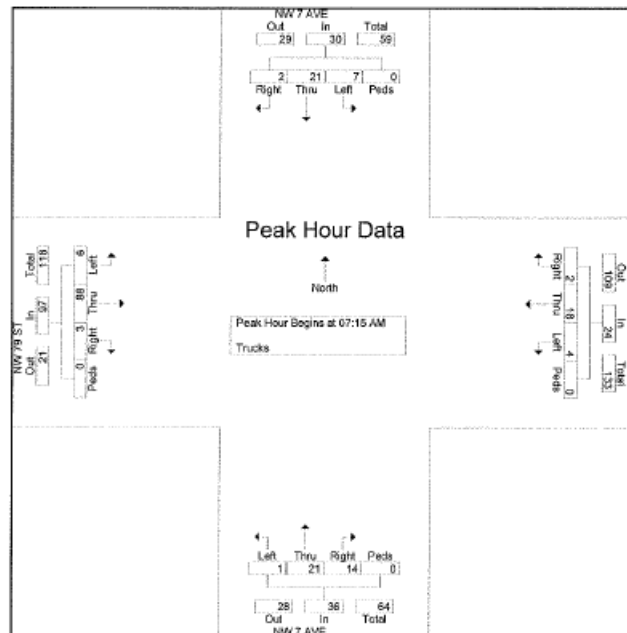 NW 7 AVE
Out In Total
29 30 59
2 21 7 0
Right Thru Left Peds
Peak Hour Data
North
Peak Hour Begins at 07:15 AM
Trucks
NW 79 ST
Out In Total
21 97 118
0 3 88 6
Peds Right Thru Left
Right Thru Left Peds
2 18 4 0
Out In Total
109 24 133
Left Thru Right Peds
1 21 14 0
28 36 64
Out In Total
NW 7 AVE